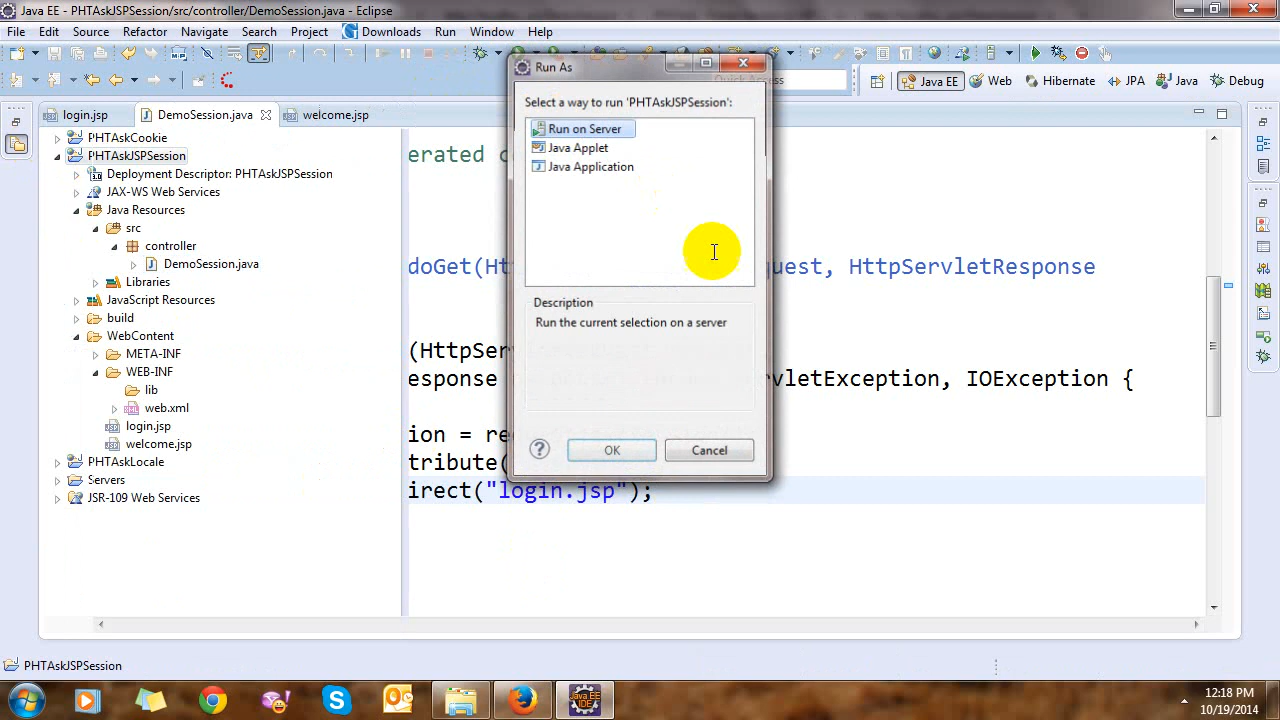 Java EE - PHTAskJSPSession/src/controller/DemoSession.java - Eclipse
File Edit Source Refactor Navigate Search Project Downloads Run Window Help
Quick Access
Java EE Web Hibernate JPA Java Debug
login.jsp DemoSession.java welcome.jsp
PHTAskCookie
PHTAskJSPSession
Deployment Descriptor: PHTAskJSPSession
JAX-WS Web Services
Java Resources
src
controller
DemoSession.java
Libraries
JavaScript Resources
build
WebContent
META-INF
WEB-INF
lib
web.xml
login.jsp
welcome.jsp
PHTAskLocale
Servers
JSR-109 Web Services
erated c
doGet(Ht quest, HttpServletResponse
(HttpServ
esponse vletException, IOException {
ion = re
tribute(
irect("login.jsp");
Run As
Select a way to run 'PHTAskJSPSession':
Run on Server
Java Applet
Java Application
Description
Run the current selection on a server
OK Cancel
PHTAskJSPSession
Java EE
IDE
12:18 PM
10/19/2014